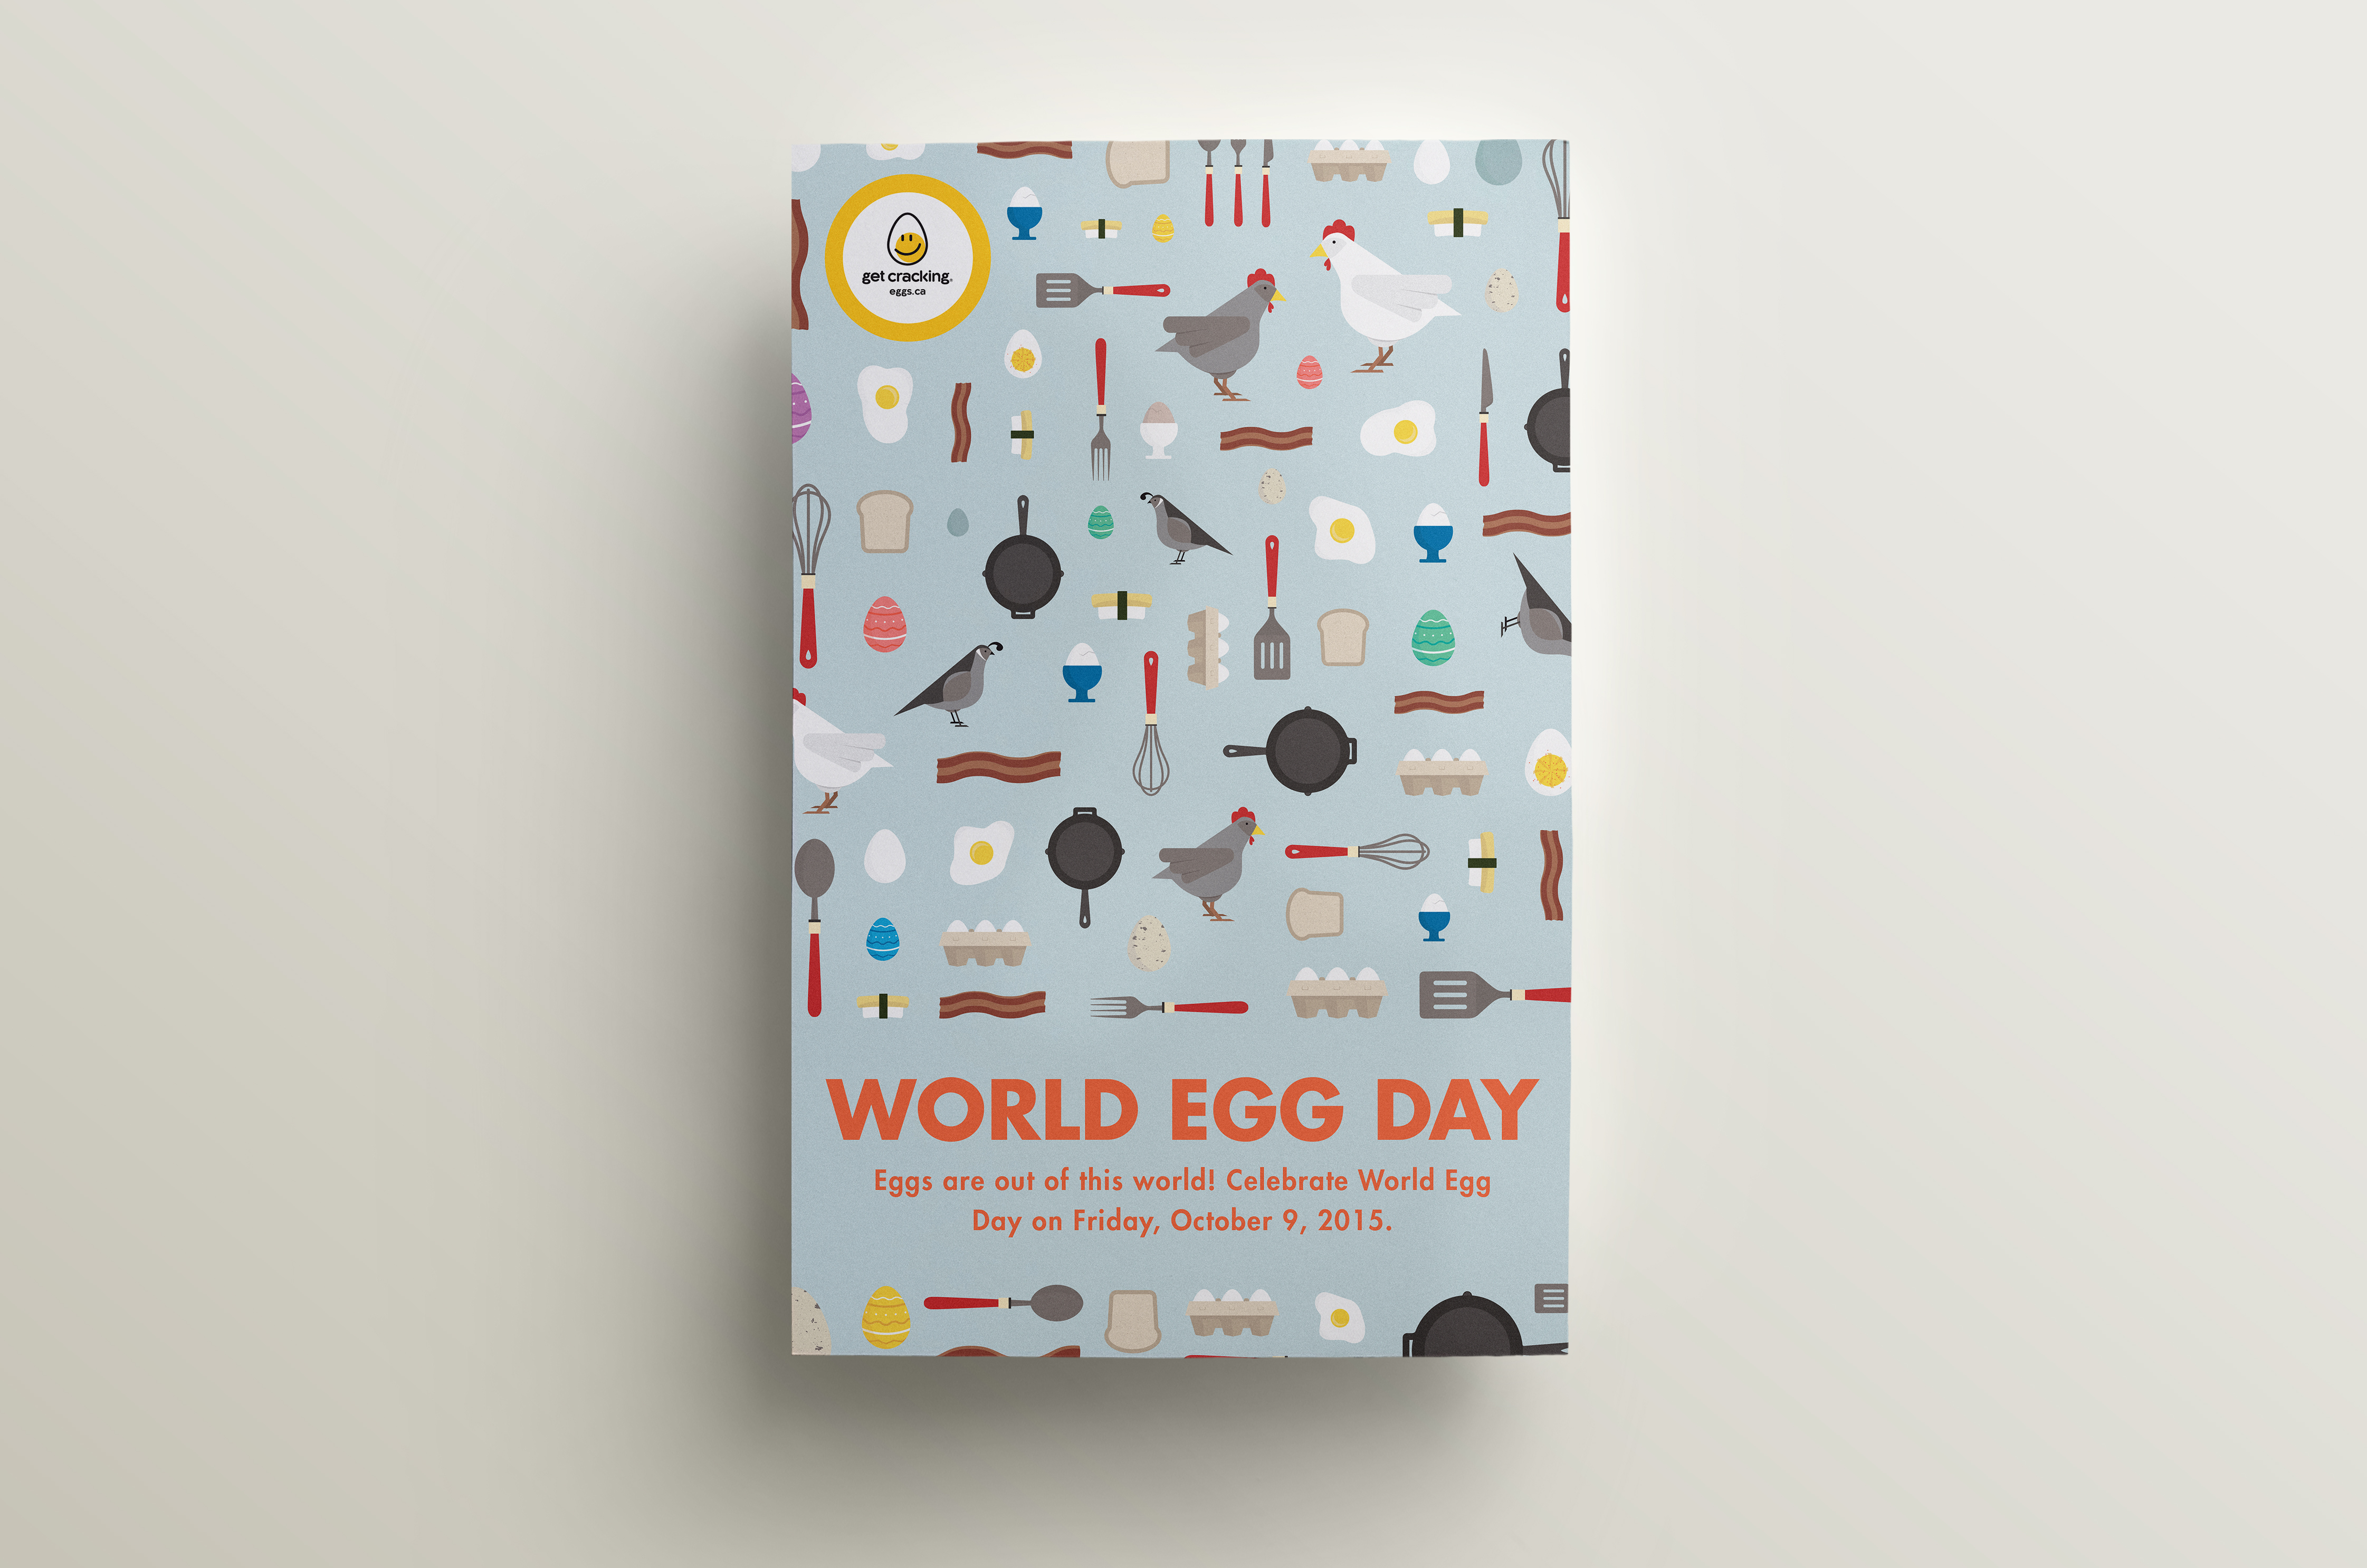 get cracking®
eggs.ca
WORLD EGG DAY
Eggs are out of this world! Celebrate World Egg
Day on Friday, October 9, 2015.